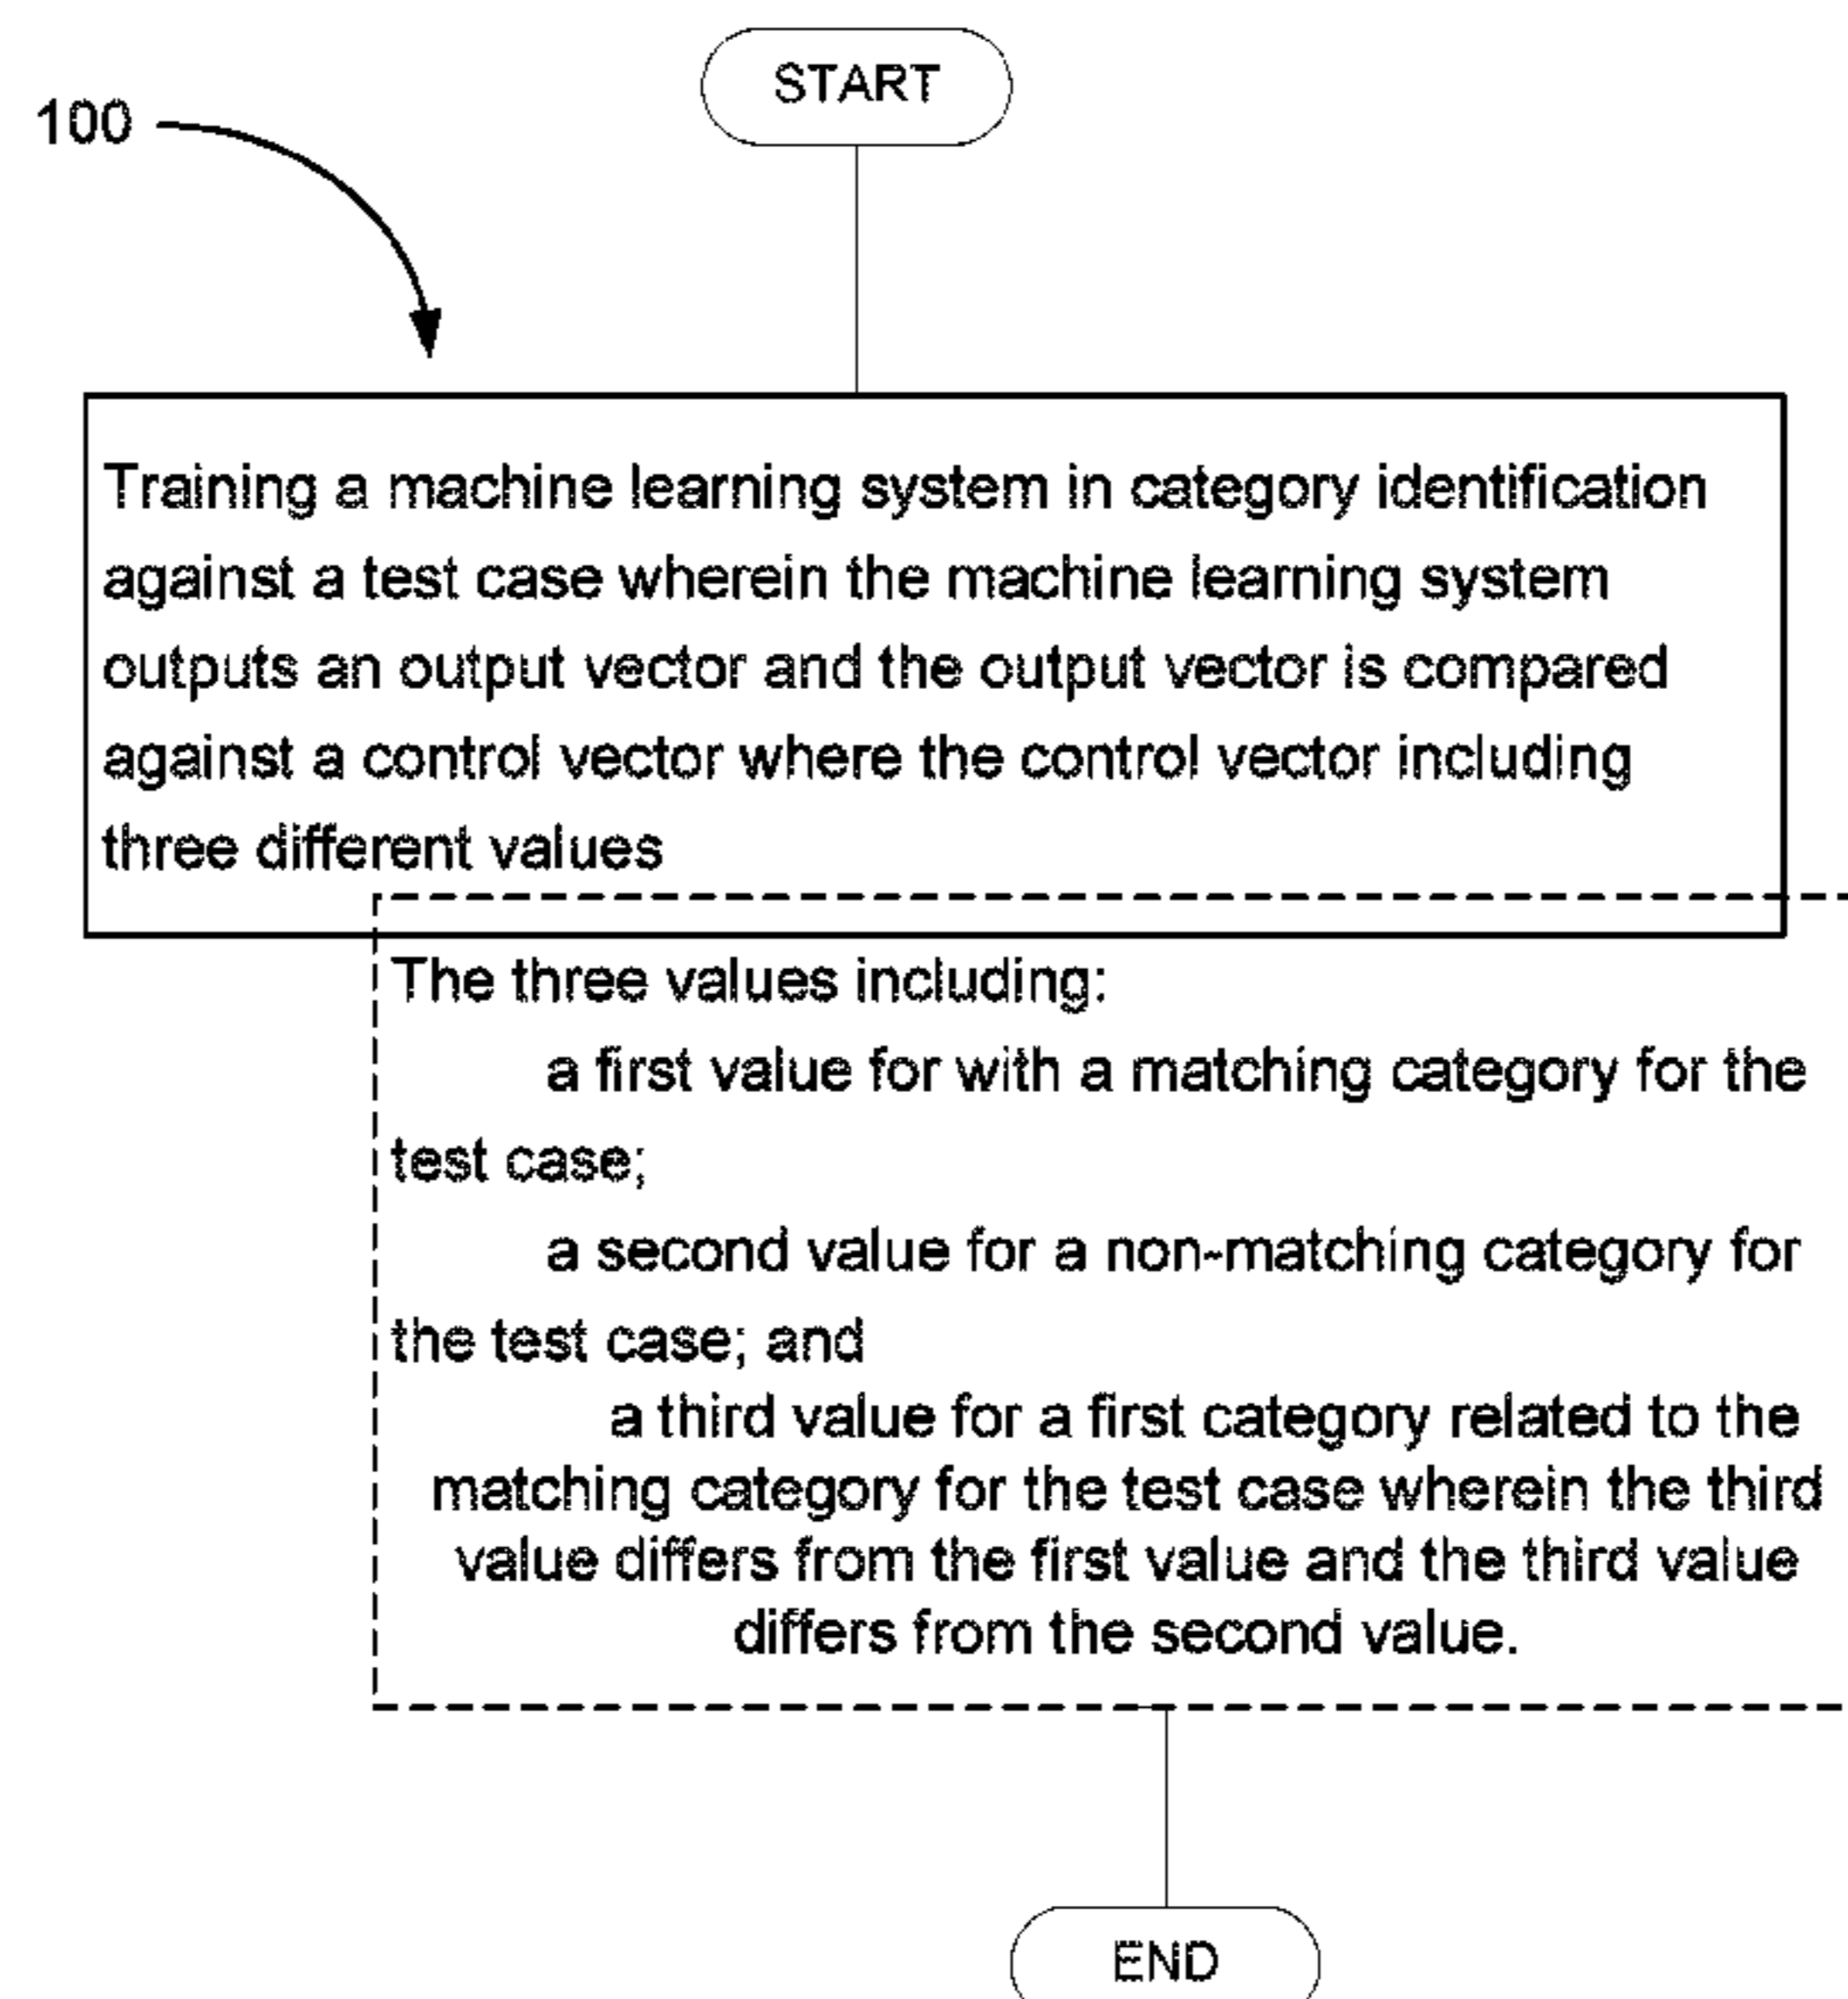 START
100
Training a machine learning system in category identification
against a test case wherein the machine learning system
outputs an output vector and the output vector is compared
against a control vector where the control vector including
three different values
The three values including:
a first value for with a matching category for the
test case;
a second value for a non-matching category for
the test case; and
a third value for a first category related to the
matching category for the test case wherein the third
value differs from the first value and the third value
differs from the second value.
END